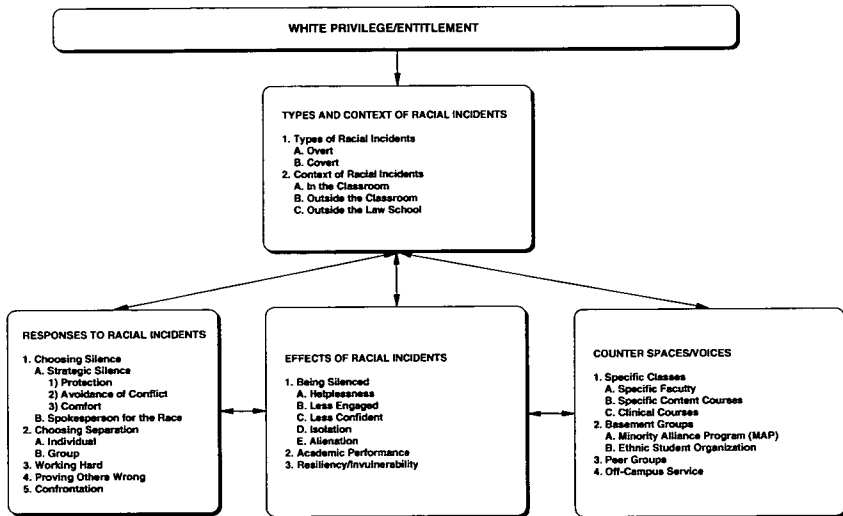 WHITE PRIVILEGE/ENTITLEMENT
TYPES AND CONTEXT OF RACIAL INCIDENTS
1. Types of Racial Incidents
A. Overt
B. Covert
2. Context of Racial Incidents
A. In the Classroom
B. Outside the Classroom
C. Outside the Law School
RESPONSES TO RACIAL INCIDENTS
1. Choosing Silence
A. Strategic Silence
1) Protection
2) Avoidance of Conflict
3) Comfort
B. Spokesperson for the Race
2. Choosing Separation
A. Individual
B. Group
3. Working Hard
4. Proving Others Wrong
5. Confrontation
EFFECTS OF RACIAL INCIDENTS
1. Being Silenced
A. Helplessness
B. Less Engaged
C. Less Confident
D. Isolation
E. Alienation
2. Academic Performance
3. Resiliency/Invulnerability
COUNTER SPACES/VOICES
1. Specific Classes
A. Specific Faculty
B. Specific Content Courses
C. Clinical Courses
2. Basement Groups
A. Minority Alliance Program (MAP)
B. Ethnic Student Organization
3. Peer Groups
4. Off-Campus Service